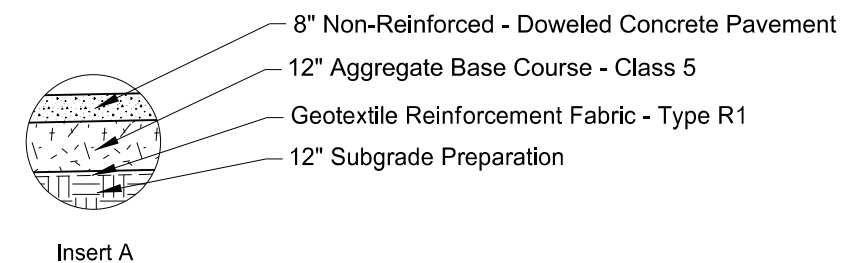 8" Non-Reinforced - Doweled Concrete Pavement
12" Aggregate Base Course - Class 5
Geotextile Reinforcement Fabric - Type R1
12" Subgrade Preparation
Insert A